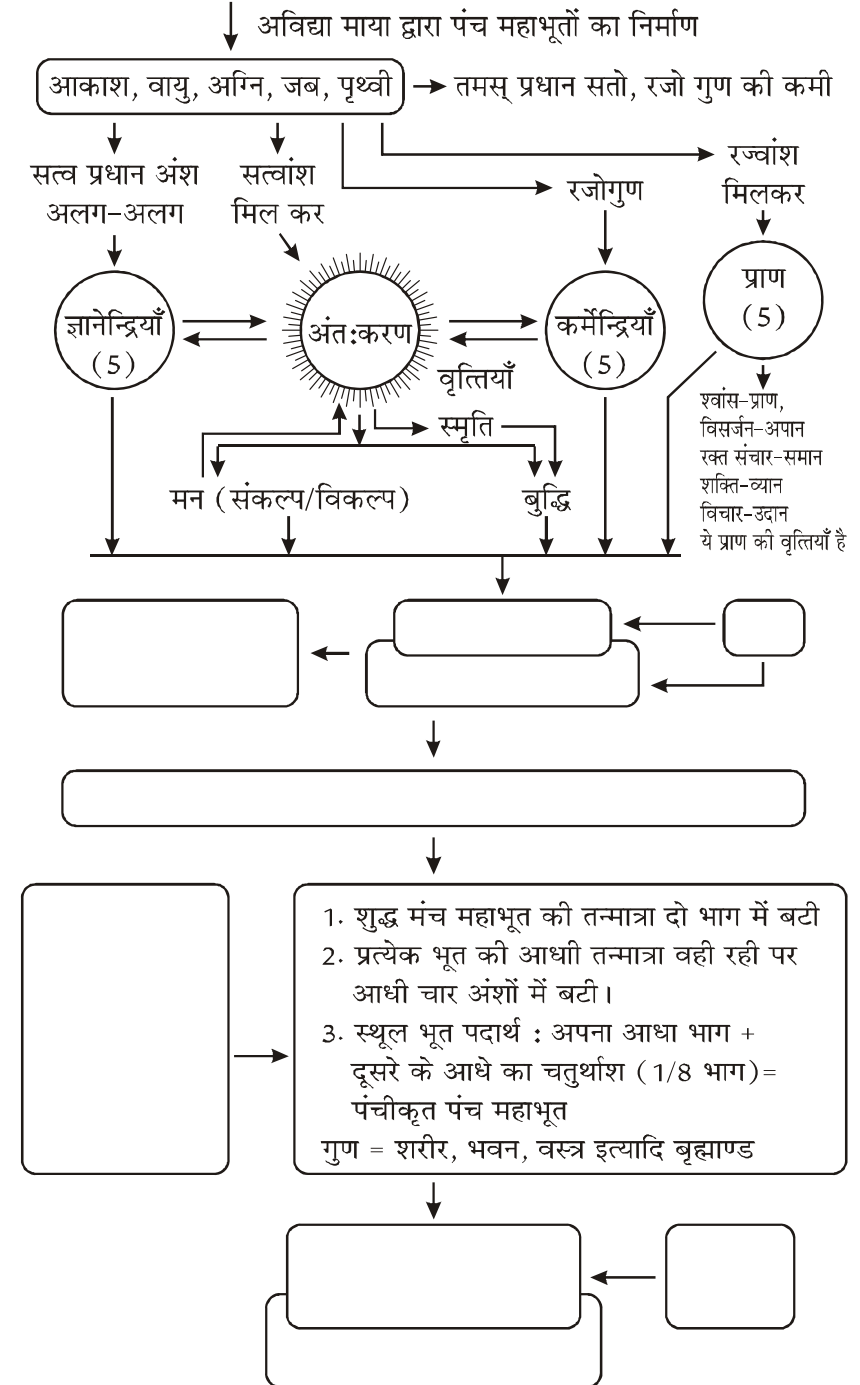 अविद्या माया द्वारा पंच महाभूतों का निर्माण
आकाश, वायु, अग्नि, जब, पृथ्वी
तमस् प्रधान सतो, रजो गुण की कमी
सत्व प्रधान अंश
अलग-अलग
सत्वांश
मिल कर
रजोगुण
रज्वांश
मिलकर
ज्ञानेन्द्रियाँ
(5)
अंतःकरण
कर्मेन्द्रियाँ
(5)
प्राण
(5)
वृत्तियाँ
स्मृति
मन (संकल्प/विकल्प)
बुद्धि
श्वांस-प्राण,
विसर्जन-अपान
रक्त संचार-समान
शक्ति-व्यान
विचार-उदान
ये प्राण की वृत्तियाँ है
1. शुद्ध मंच महाभूत की तन्मात्रा दो भाग में बटी
2. प्रत्येक भूत की आधाी तन्मात्रा वही रही पर
आधी चार अंशों में बटी।
3. स्थूल भूत पदार्थ : अपना आधा भाग +
दूसरे के आधे का चतुर्थाश (1/8 भाग)=
पंचीकृत पंच महाभूत
गुण = शरीर, भवन, वस्त्र इत्यादि बृह्माण्ड